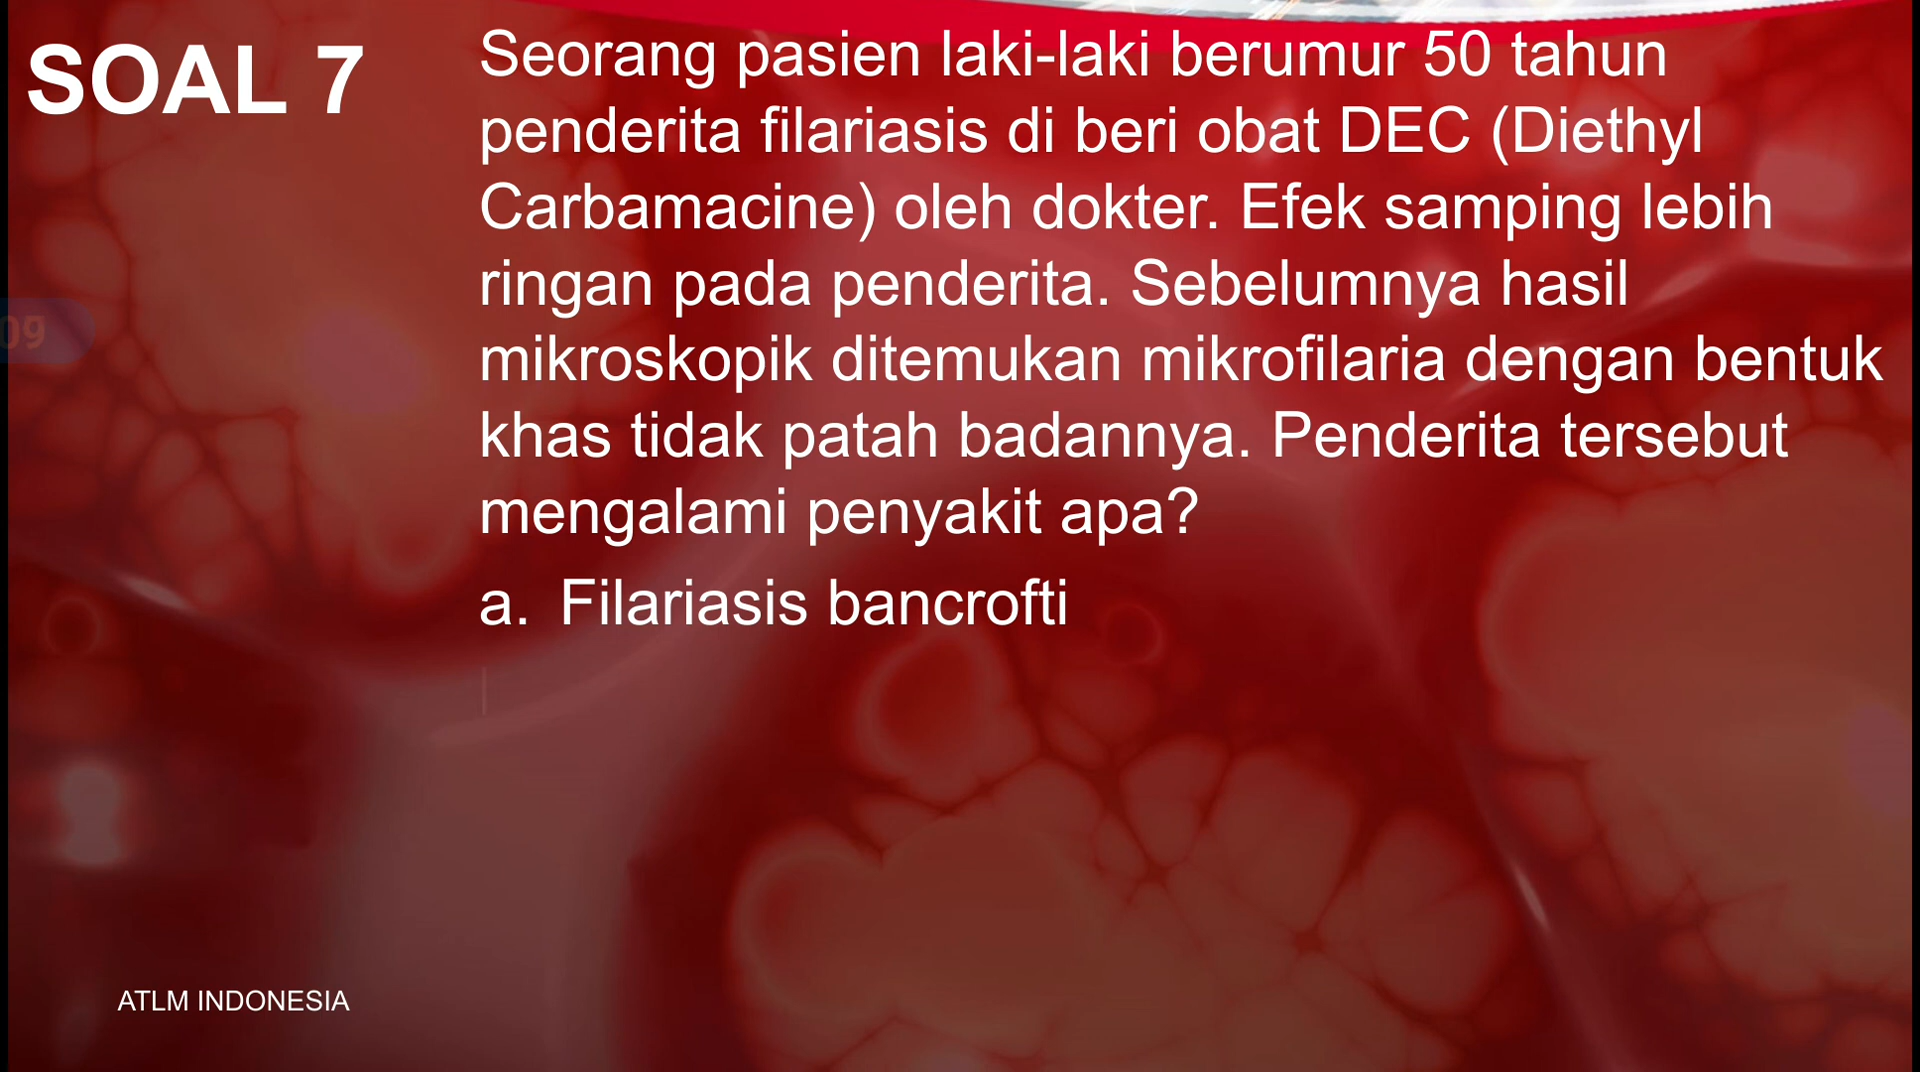 SOAL 7
Seorang pasien laki-laki berumur 50 tahun
penderita filariasis di beri obat DEC (Diethyl
Carbamacine) oleh dokter. Efek samping lebih
ringan pada penderita. Sebelumnya hasil
mikroskopik ditemukan mikrofilaria dengan bentuk
khas tidak patah badannya. Penderita tersebut
mengalami penyakit apa?
a. Filariasis bancrofti
09
ATLM INDONESIA